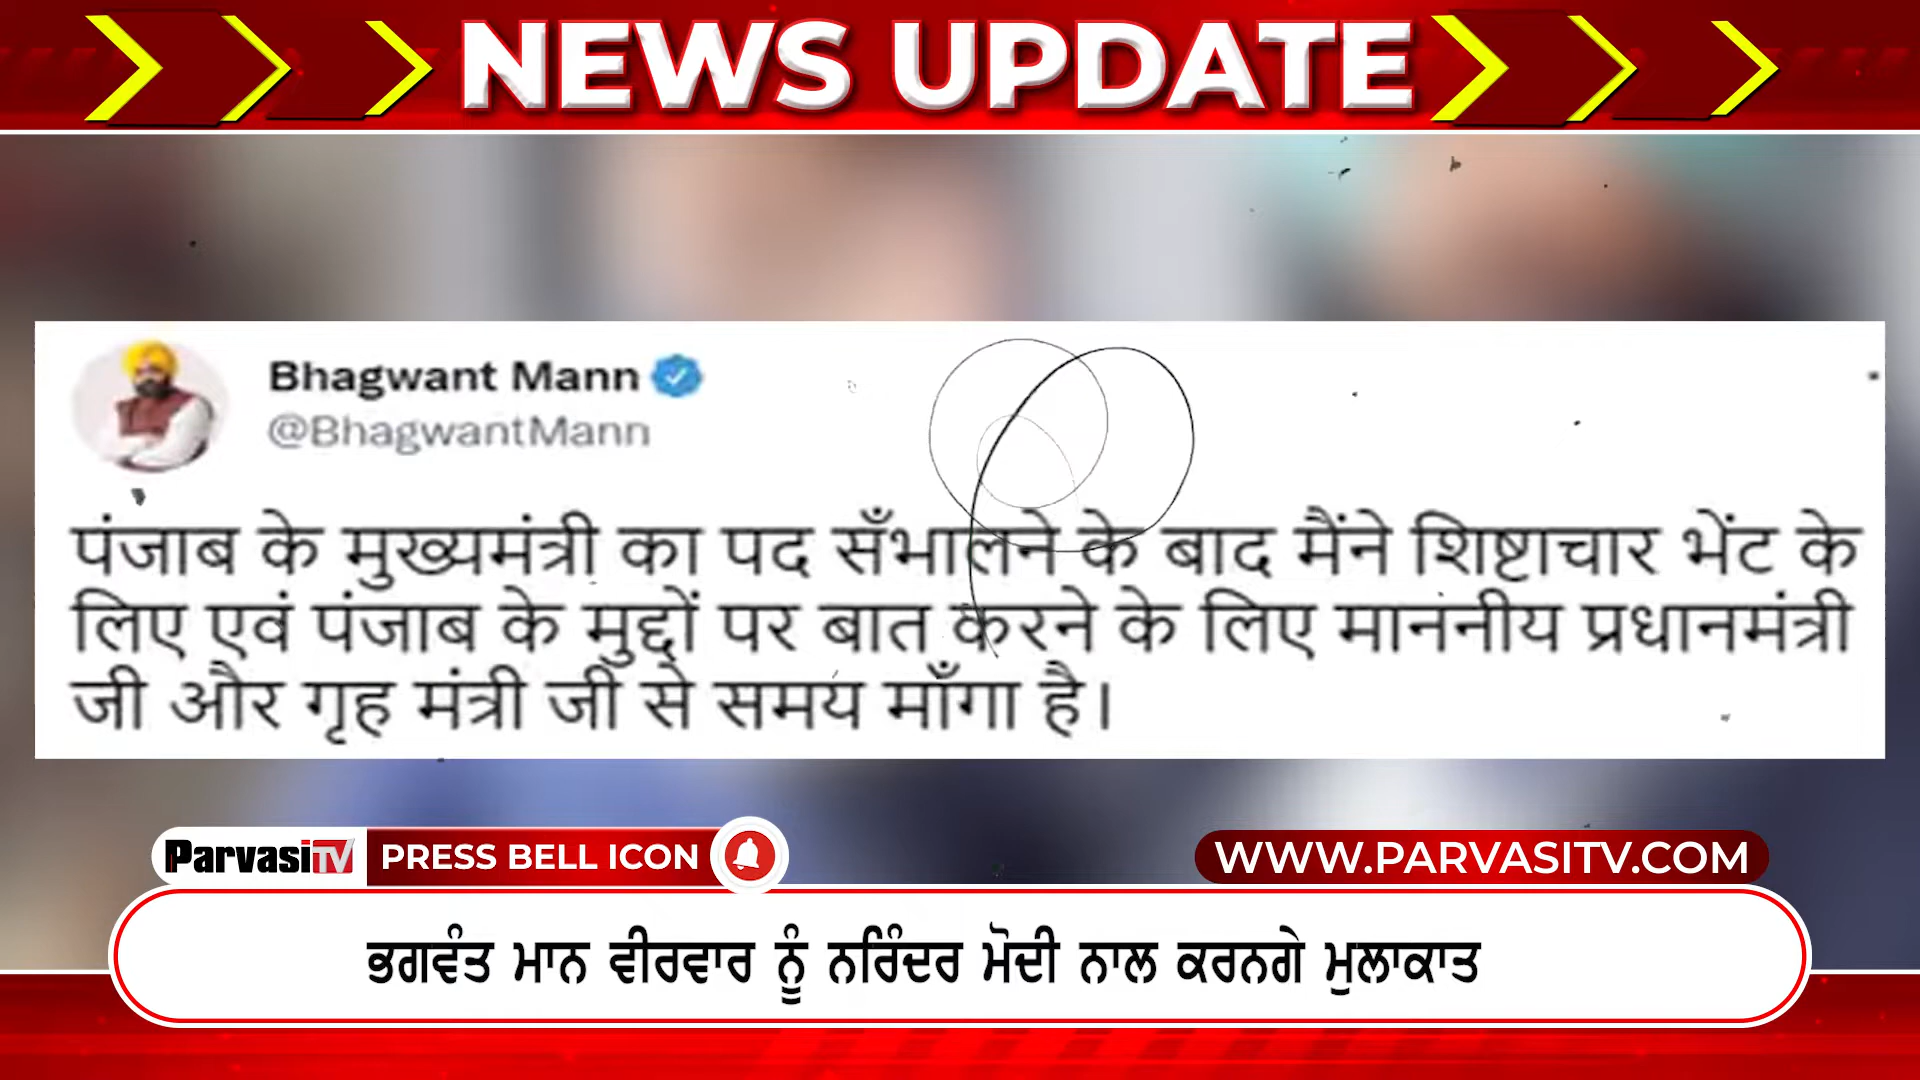 NEWS UPDATE
Bhagwant Mann
@BhagwantMann
पंजाब के मुख्यमंत्री का पद सँभालने के बाद मैंने शिष्टाचार भेंट के
लिए एवं पंजाब के मुद्दों पर बात करने के लिए माननीय प्रधानमंत्री
जी और गृह मंत्री जी से समय माँगा है।
ParvasiTV PRESS BELL ICON
WWW.PARVASITV.COM
ਭਗਵੰਤ ਮਾਨ ਵੀਰਵਾਰ ਨੂੰ ਨਰਿੰਦਰ ਮੋਦੀ ਨਾਲ ਕਰਨਗੇ ਮੁਲਾਕਾਤ